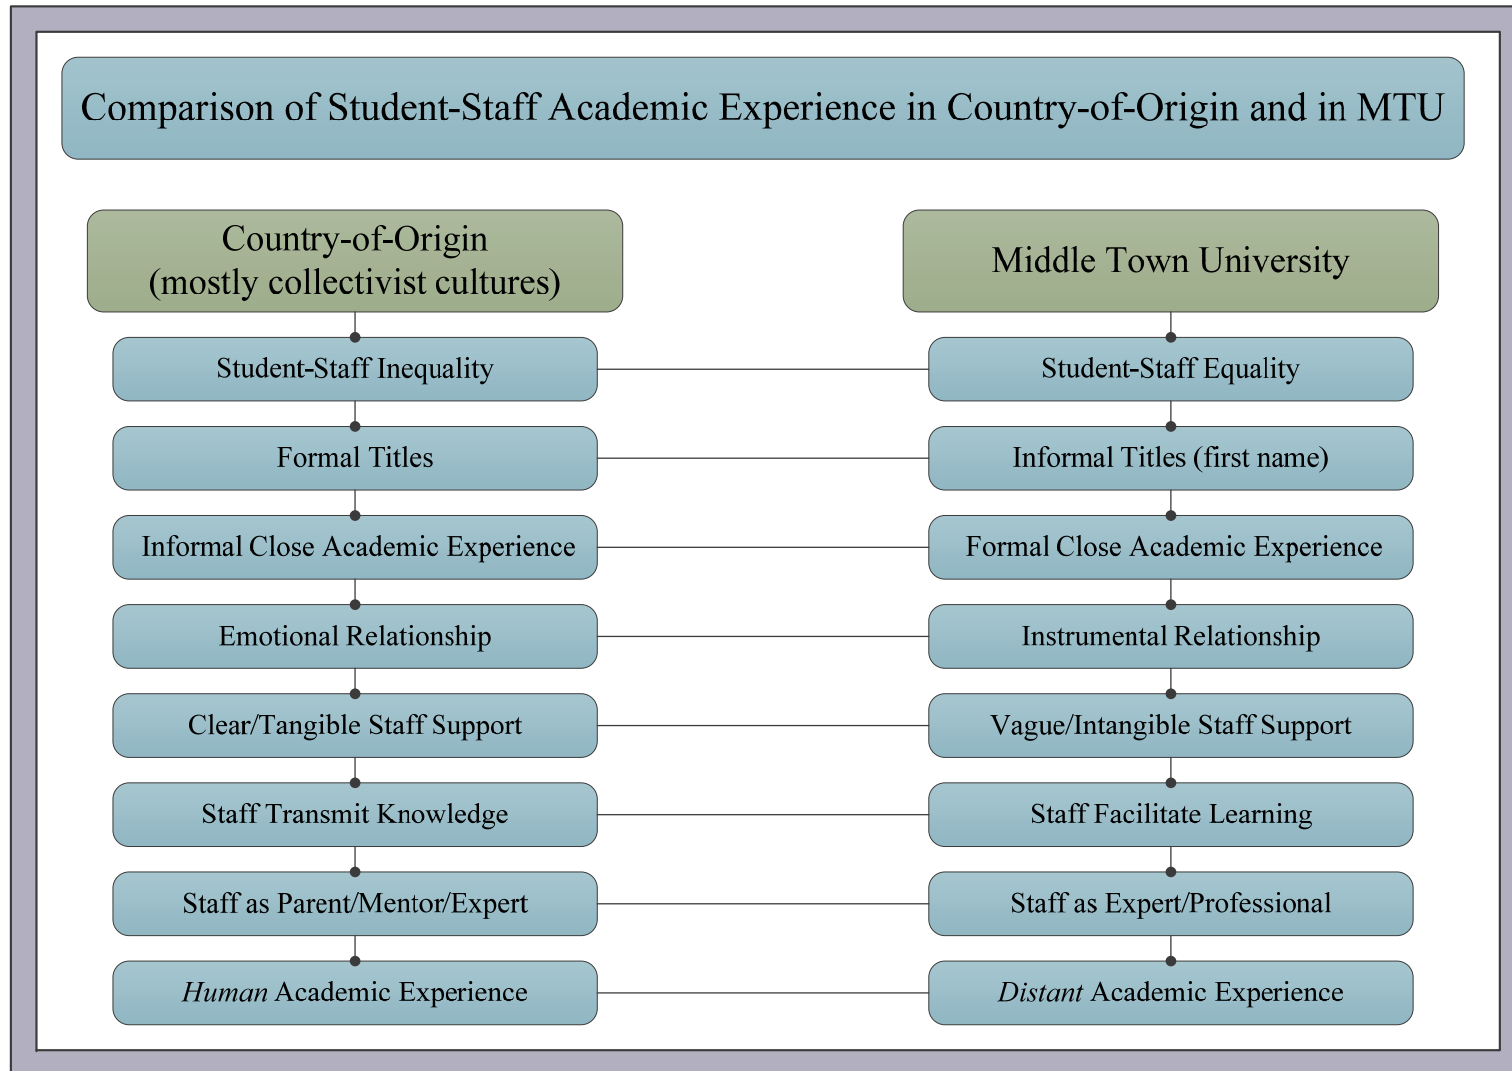 Comparison of Student-Staff Academic Experience in Country-of-Origin and in MTU
Country-of-Origin
(mostly collectivist cultures)
Middle Town University
Student-Staff Inequality
Student-Staff Equality
Formal Titles
Informal Titles (first name)
Informal Close Academic Experience
Formal Close Academic Experience
Emotional Relationship
Instrumental Relationship
Clear/Tangible Staff Support
Vague/Intangible Staff Support
Staff Transmit Knowledge
Staff Facilitate Learning
Staff as Parent/Mentor/Expert
Staff as Expert/Professional
Human Academic Experience
Distant Academic Experience